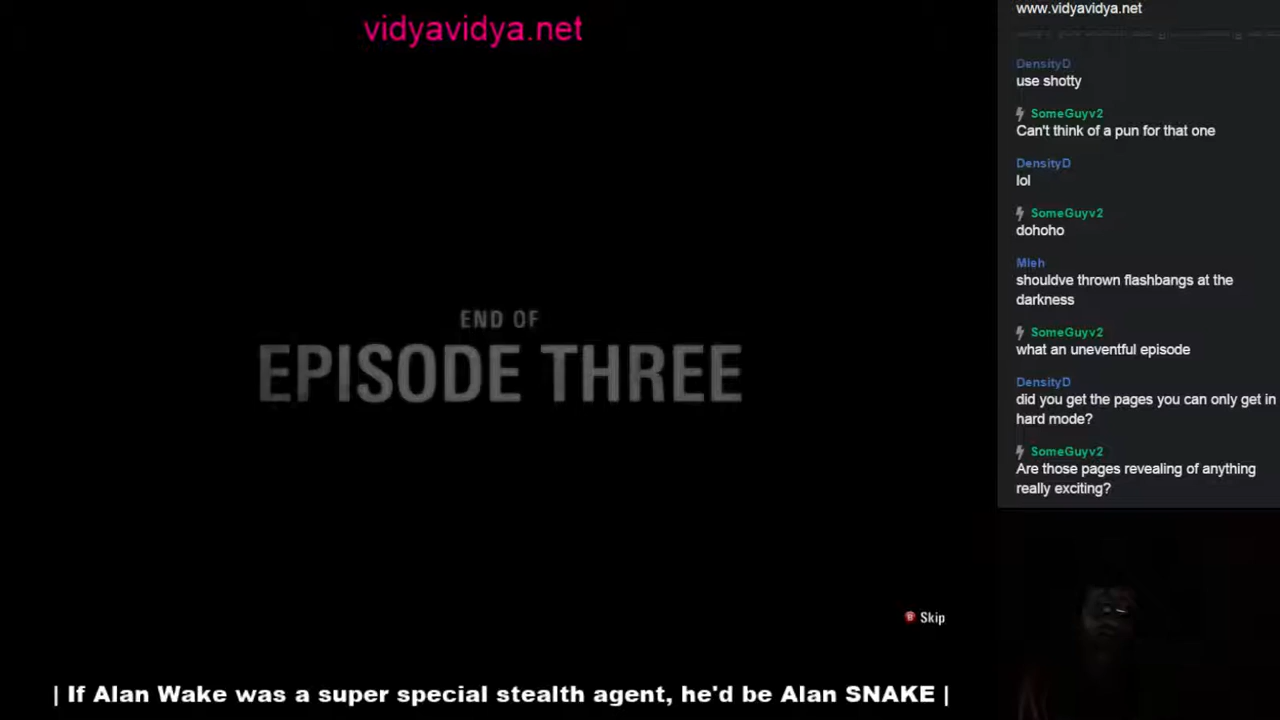 vidyavidya.net
END OF
EPISODE THREE
Skip
| If Alan Wake was a super special stealth agent, he'd be Alan SNAKE |
www.vidyavidya.net
DensityD
use shotty
SomeGuyv2
Can't think of a pun for that one
DensityD
lol
SomeGuyv2
dohoho
Mleh
shouldve thrown flashbangs at the
darkness
SomeGuyv2
what an uneventful episode
DensityD
did you get the pages you can only get in
hard mode?
SomeGuyv2
Are those pages revealing of anything
really exciting?